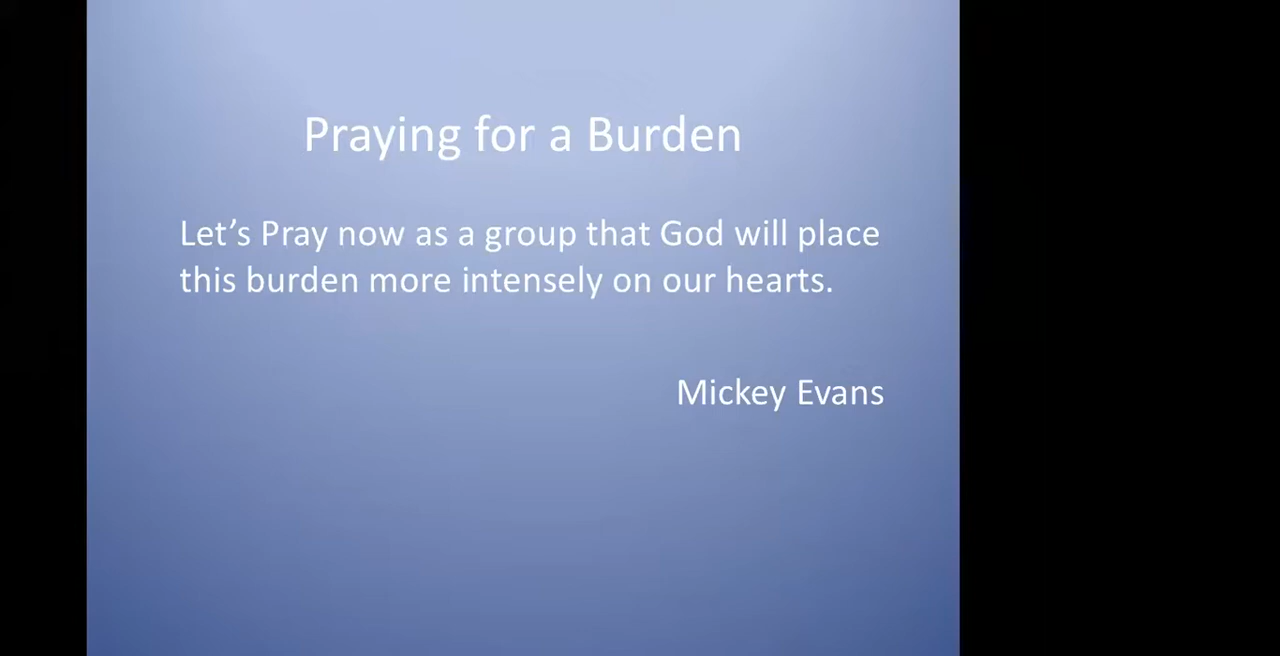 Praying for a Burden
Let’s Pray now as a group that God will place
this burden more intensely on our hearts.
Mickey Evans